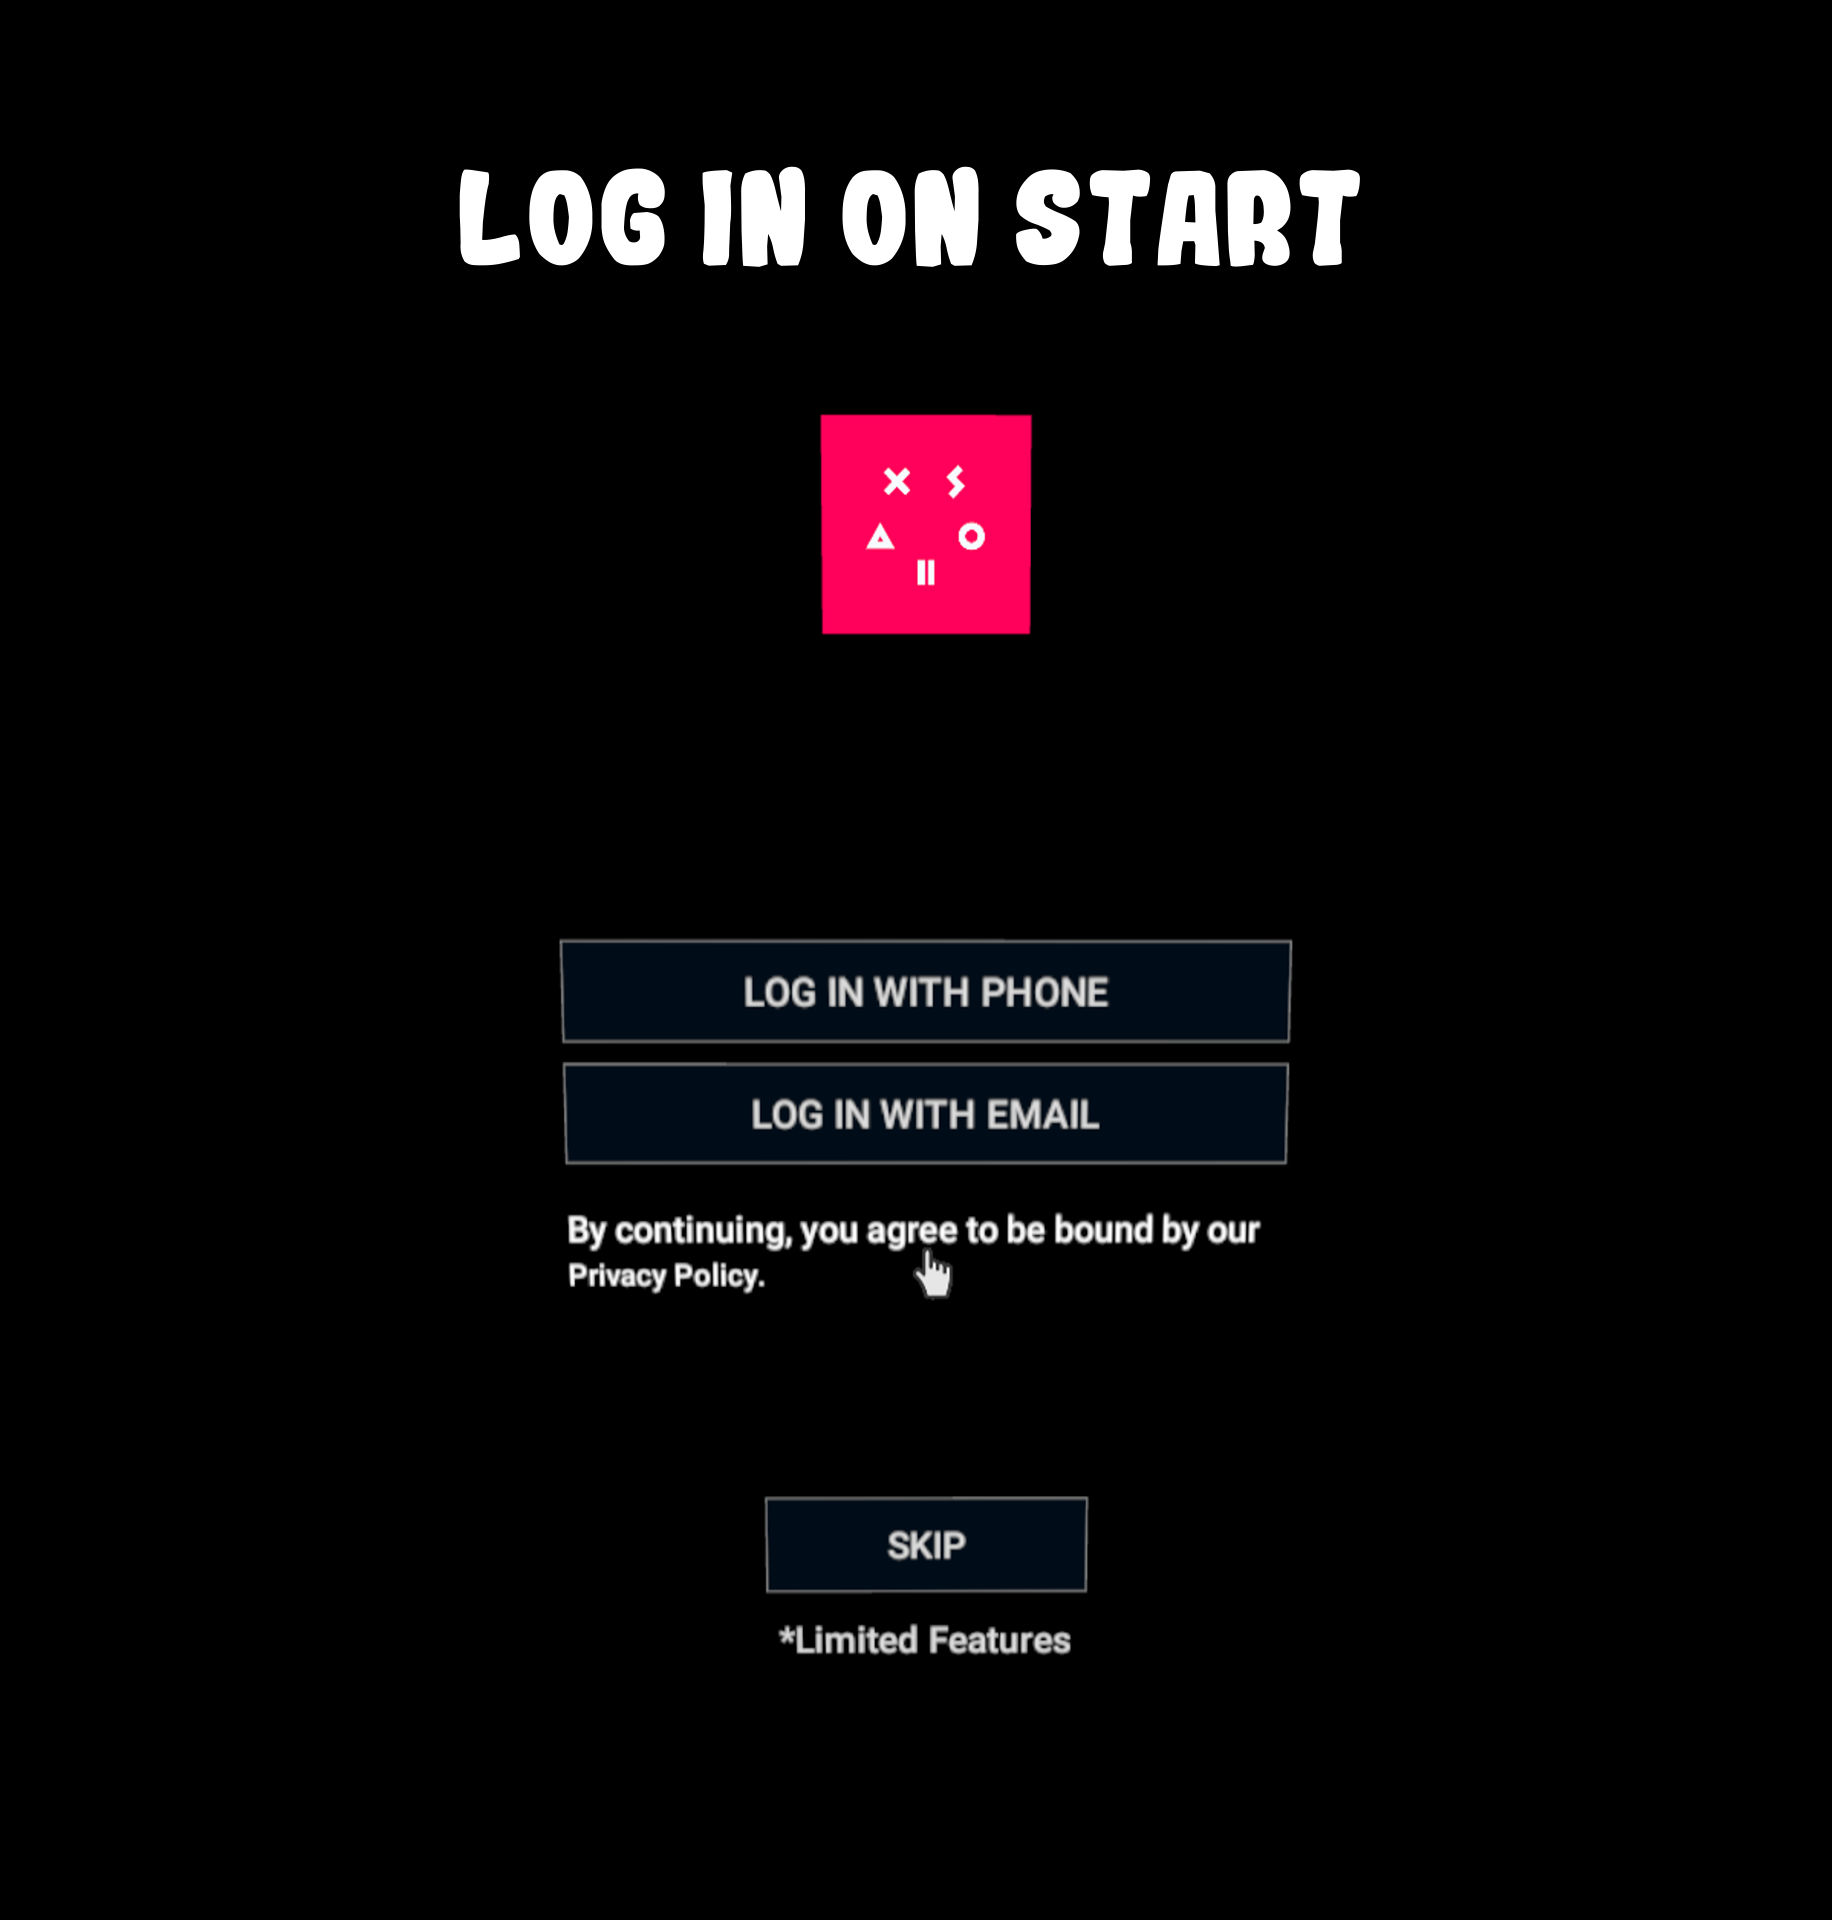 LOG IN ON START
LOG IN WITH PHONE
LOG IN WITH EMAIL
By continuing, you agree to be bound by our
Privacy Policy.
SKIP
*Limited Features